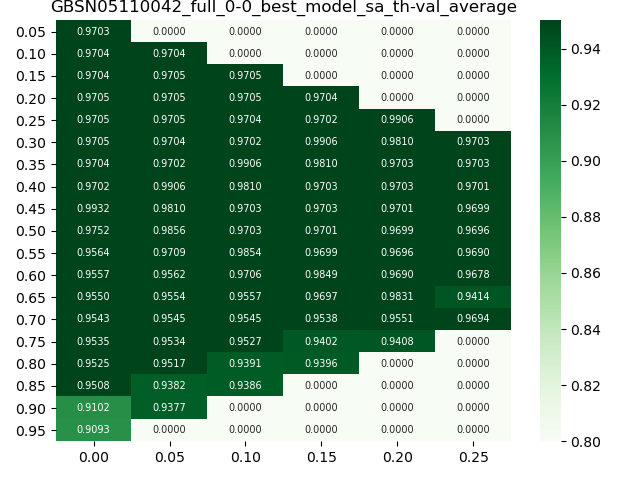 GBSN05110042_full_0-0_best_model_sa_th-val_average
0.05 0.9703 0.0000 0.0000 0.0000 0.0000 0.0000
0.10 0.9704 0.9704 0.0000 0.0000 0.0000 0.0000
0.15 0.9704 0.9705 0.9705 0.0000 0.0000 0.0000
0.20 0.9705 0.9705 0.9705 0.9704 0.0000 0.0000
0.25 0.9705 0.9705 0.9704 0.9702 0.9906 0.0000
0.30 0.9705 0.9704 0.9702 0.9906 0.9810 0.9703
0.35 0.9704 0.9702 0.9906 0.9810 0.9703 0.9703
0.40 0.9702 0.9906 0.9810 0.9703 0.9703 0.9701
0.45 0.9932 0.9810 0.9703 0.9703 0.9701 0.9699
0.50 0.9752 0.9856 0.9703 0.9701 0.9699 0.9696
0.55 0.9564 0.9709 0.9854 0.9699 0.9696 0.9690
0.60 0.9557 0.9562 0.9706 0.9849 0.9690 0.9678
0.65 0.9550 0.9554 0.9557 0.9697 0.9831 0.9414
0.70 0.9543 0.9545 0.9545 0.9538 0.9551 0.9694
0.75 0.9535 0.9534 0.9527 0.9402 0.9408 0.0000
0.80 0.9525 0.9517 0.9391 0.9396 0.0000 0.0000
0.85 0.9508 0.9382 0.9386 0.0000 0.0000 0.0000
0.90 0.9102 0.9377 0.0000 0.0000 0.0000 0.0000
0.95 0.9093 0.0000 0.0000 0.0000 0.0000 0.0000
0.00 0.05 0.10 0.15 0.20 0.25
0.94
0.92
0.90
0.88
0.86
0.84
0.82
0.80